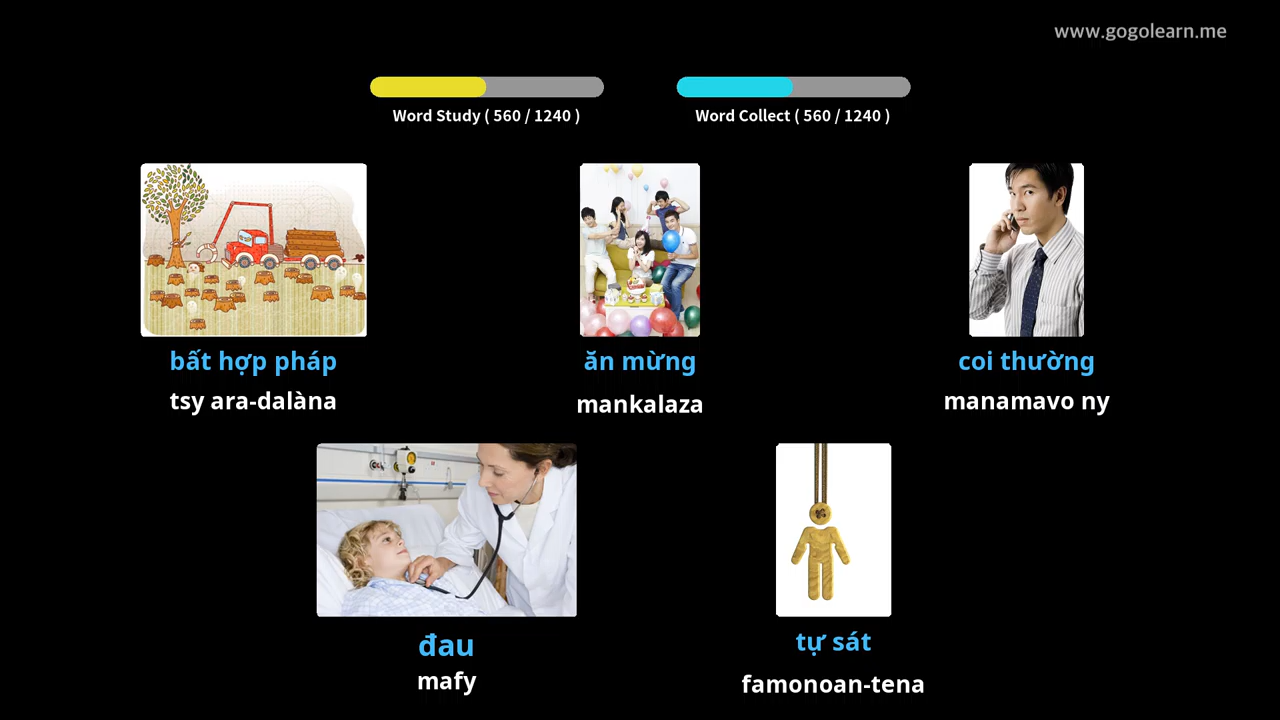 www.gogolearn.me
Word Study ( 560 / 1240 )
Word Collect ( 560 / 1240 )
bất hợp pháp
tsy ara-dalàna
ăn mừng
mankalaza
coi thường
manamavo ny
đau
mafy
tự sát
famonoan-tena